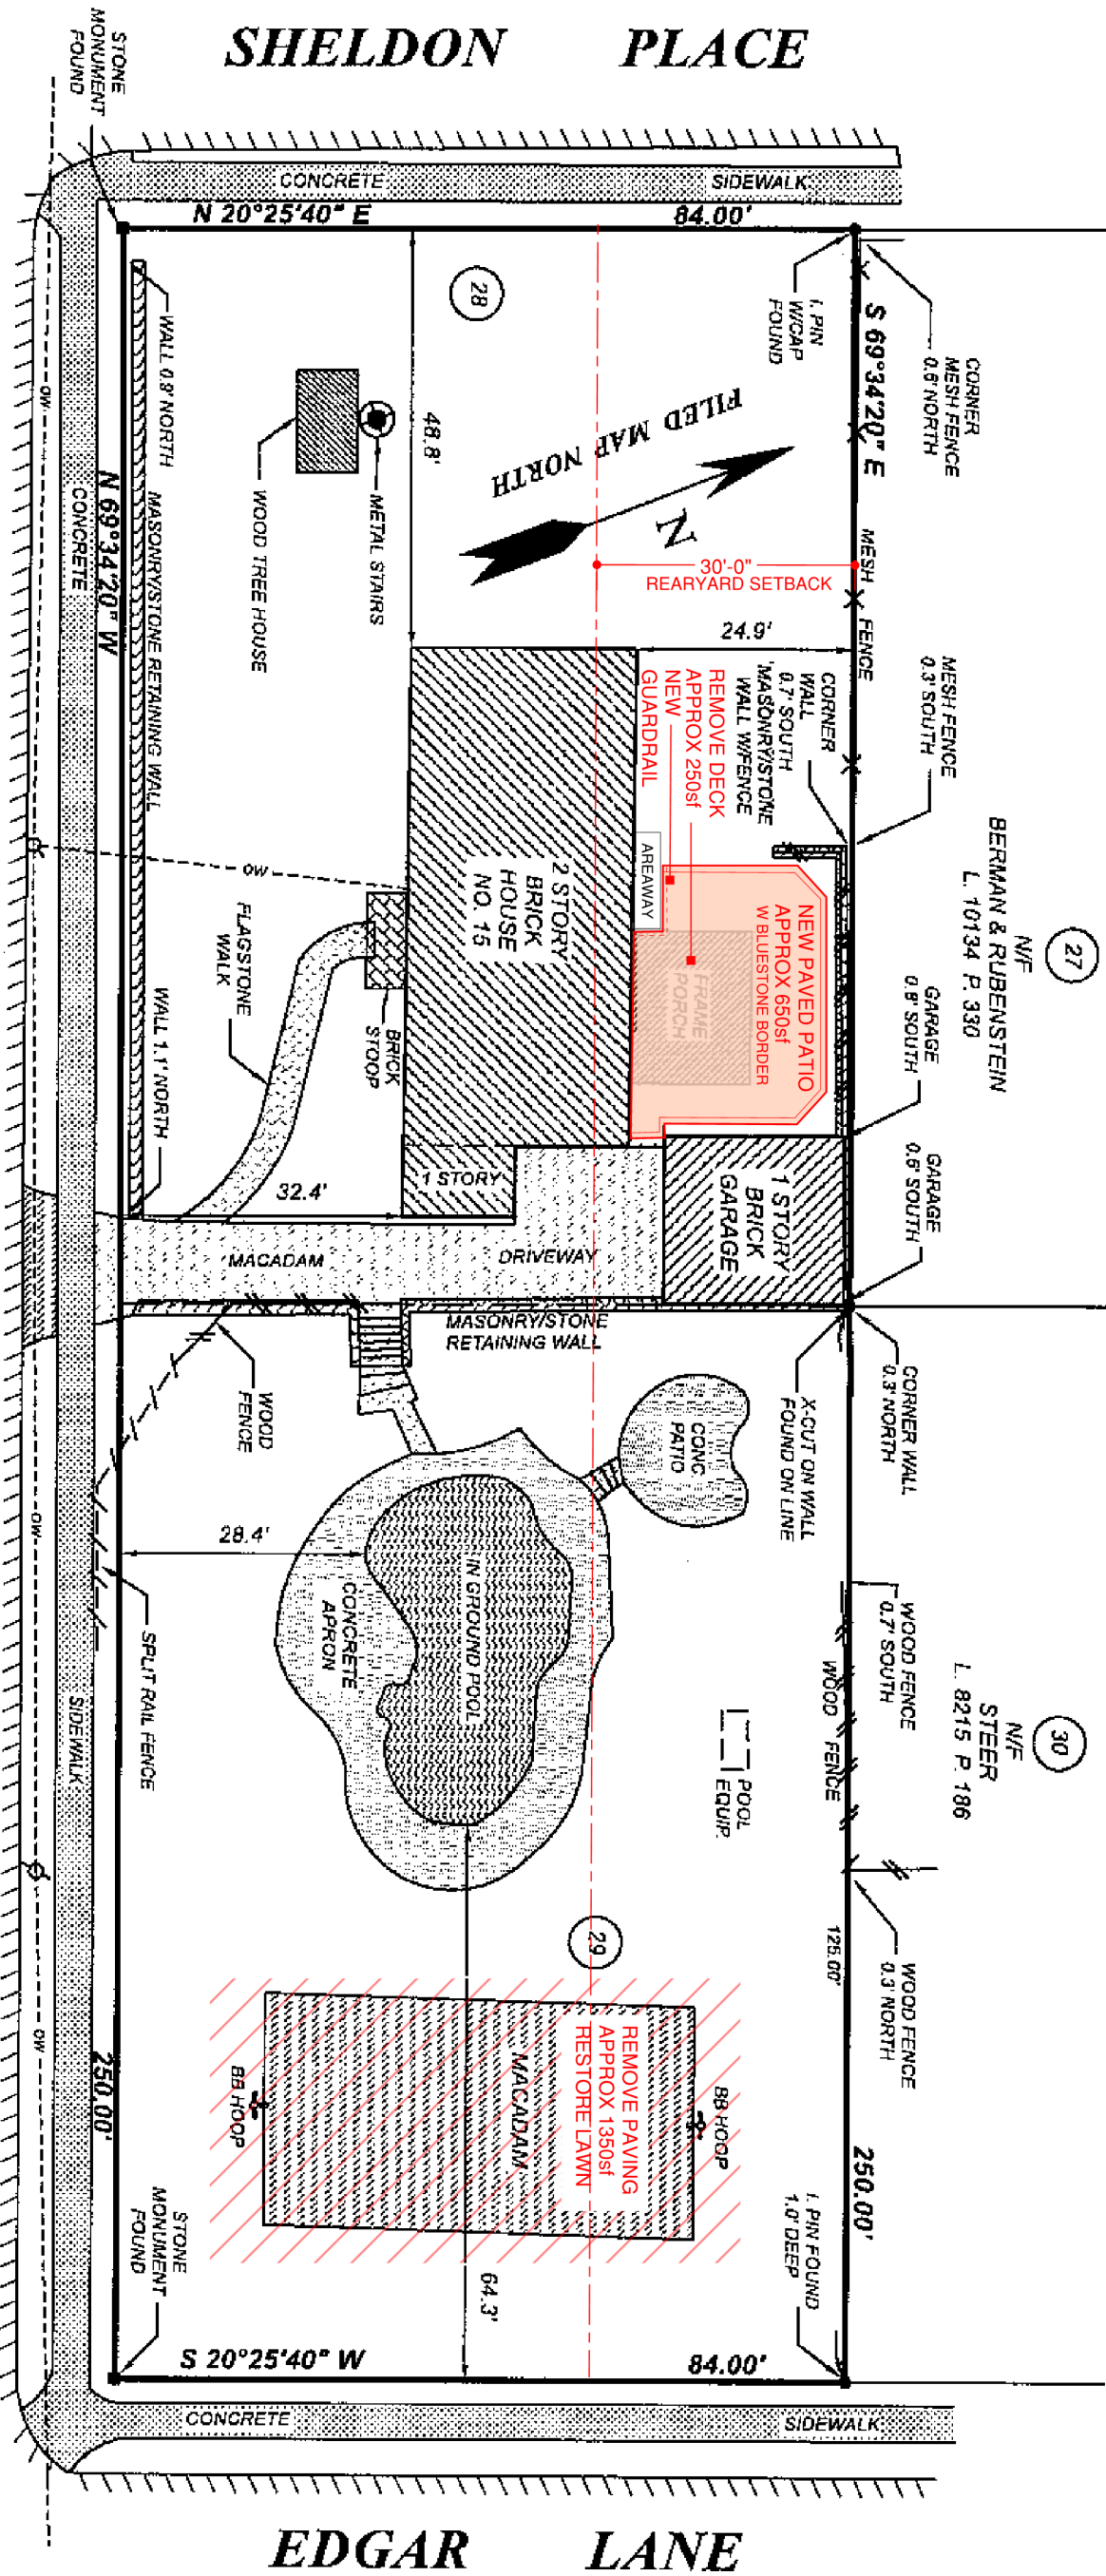 SHELDON PLACE
STONE
MONUMENT
FOUND
CONCRETE
SIDEWALK
N 20°25'40" E
84.00'
28
I. PIN
W/CAP
FOUND
S 69°34'20" E
CORNER
MESH FENCE
0.6' NORTH
WALL 0.9' NORTH
OW
CONCRETE
N 69°34'20" W
MASONRY/STONE RETAINING WALL
WOOD TREE HOUSE
METAL STAIRS
48.8'
FILED MAP NORTH
N
30'-0"
REARYARD SETBACK
MESH FENCE
24.9'
MESH FENCE
0.3' SOUTH
CORNER
WALL
0.7' SOUTH
MASONRY/STONE
WALL W/FENCE
REMOVE DECK
APPROX 250sf
NEW
GUARDRAIL
AREAWAY
NEW PAVED PATIO
APPROX 650sf
W BLUESTONE BORDER
FRAME
PORCH
2 STORY
BRICK
HOUSE
NO. 15
OW
FLAGSTONE
WALK
BRICK
STOP
27
N/F
BERMAN & RUBENSTEIN
L. 10134 P. 330
GARAGE
0.8' SOUTH
GARAGE
0.6' SOUTH
WALL 1.1' NORTH
32.4'
1 STORY
1 STORY
BRICK
GARAGE
MACADAM
DRIVEWAY
MASONRY/STONE
RETAINING WALL
WOOD
FENCE
X-CUT ON WALL
FOUND ON LINE
CORNER WALL
0.3' NORTH
CONC
PATIO
OW
28.4'
CONCRETE
APRON
IN GROUND POOL
WOOD FENCE
0.7' SOUTH
WOOD FENCE
30
N/F
STEER
L. 8215 P. 186
SPLIT RAIL FENCE
SIDEWALK
POOL
EQUIP.
29
125.00'
WOOD FENCE
0.3' NORTH
OW
250.00'
REMOVE PAVING
APPROX 1350sf
RESTORE LAWN
MACADAM
BB HOOP
BB HOOP
250.00'
I. PIN FOUND
1.0' DEEP
STONE
MONUMENT
FOUND
64.3'
S 20°25'40" W
84.00'
CONCRETE
SIDEWALK
EDGAR LANE